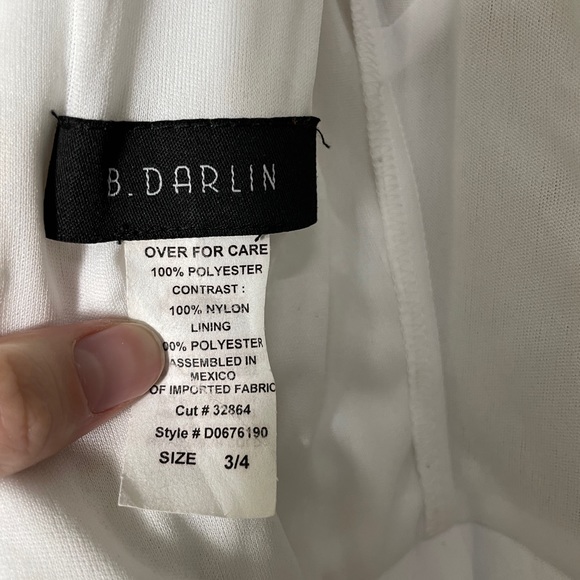 B. DARLIN
OVER FOR CARE
100% POLYESTER
CONTRAST :
100% NYLON
LINING
00% POLYESTER
ASSEMBLED IN
MEXICO
OF IMPORTED FABRIC
Cut # 32864
Style # D0676190
SIZE 3/4